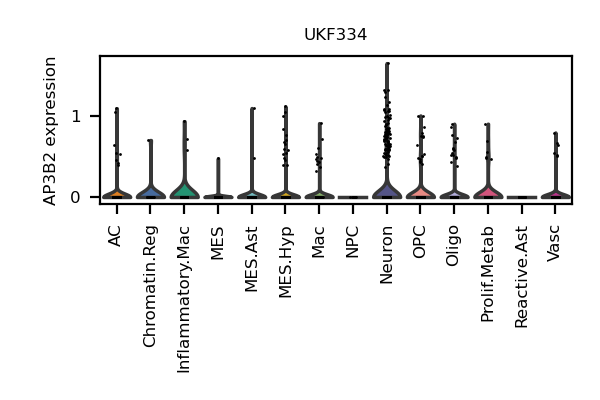 UKF334
AP3B2 expression
1
0
AC
Chromatin.Reg
Inflammatory.Mac
MES
MES.Ast
MES.Hyp
Mac
NPC
Neuron
OPC
Oligo
Prolif.Metab
Reactive.Ast
Vasc